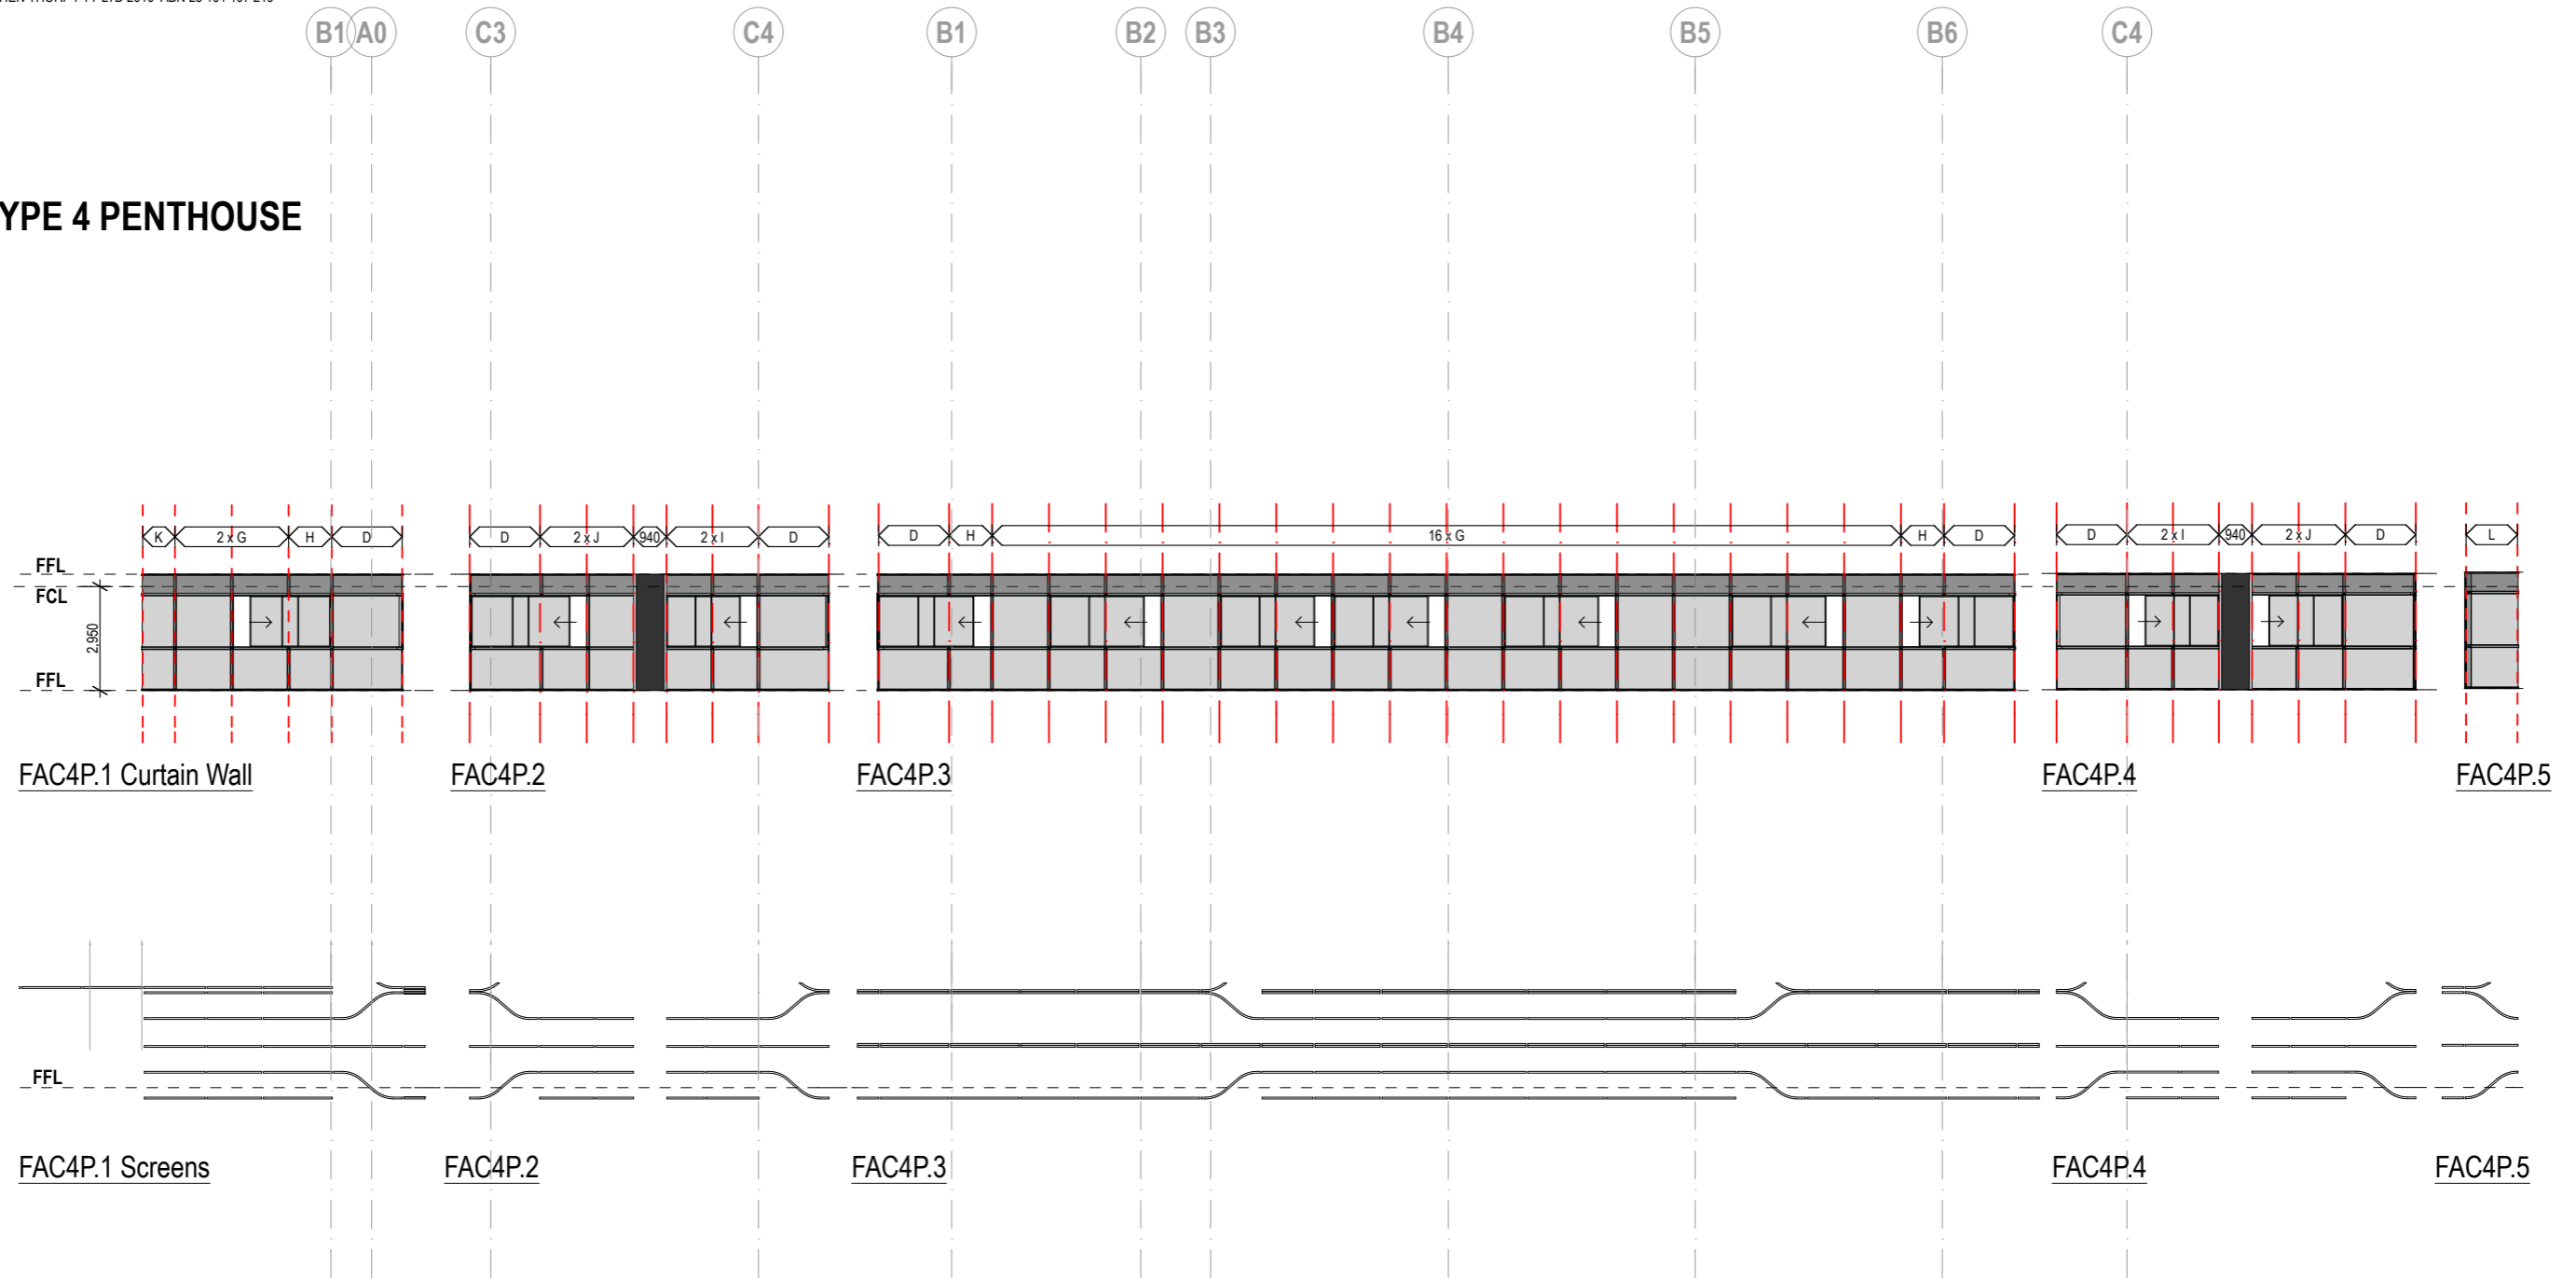 B1 A0 C3 C4 B1 B2 B3 B4 B5 B6 C4
YPE 4 PENTHOUSE
K 2 x G H D D 2 x J 940 2 x I D D H 16 x G H D D 2 x I 940 2 x J D L
FFL
FCL
2,950
FFL
FAC4P.1 Curtain Wall FAC4P.2 FAC4P.3 FAC4P.4 FAC4P.5
FFL
FAC4P.1 Screens FAC4P.2 FAC4P.3 FAC4P.4 FAC4P.5